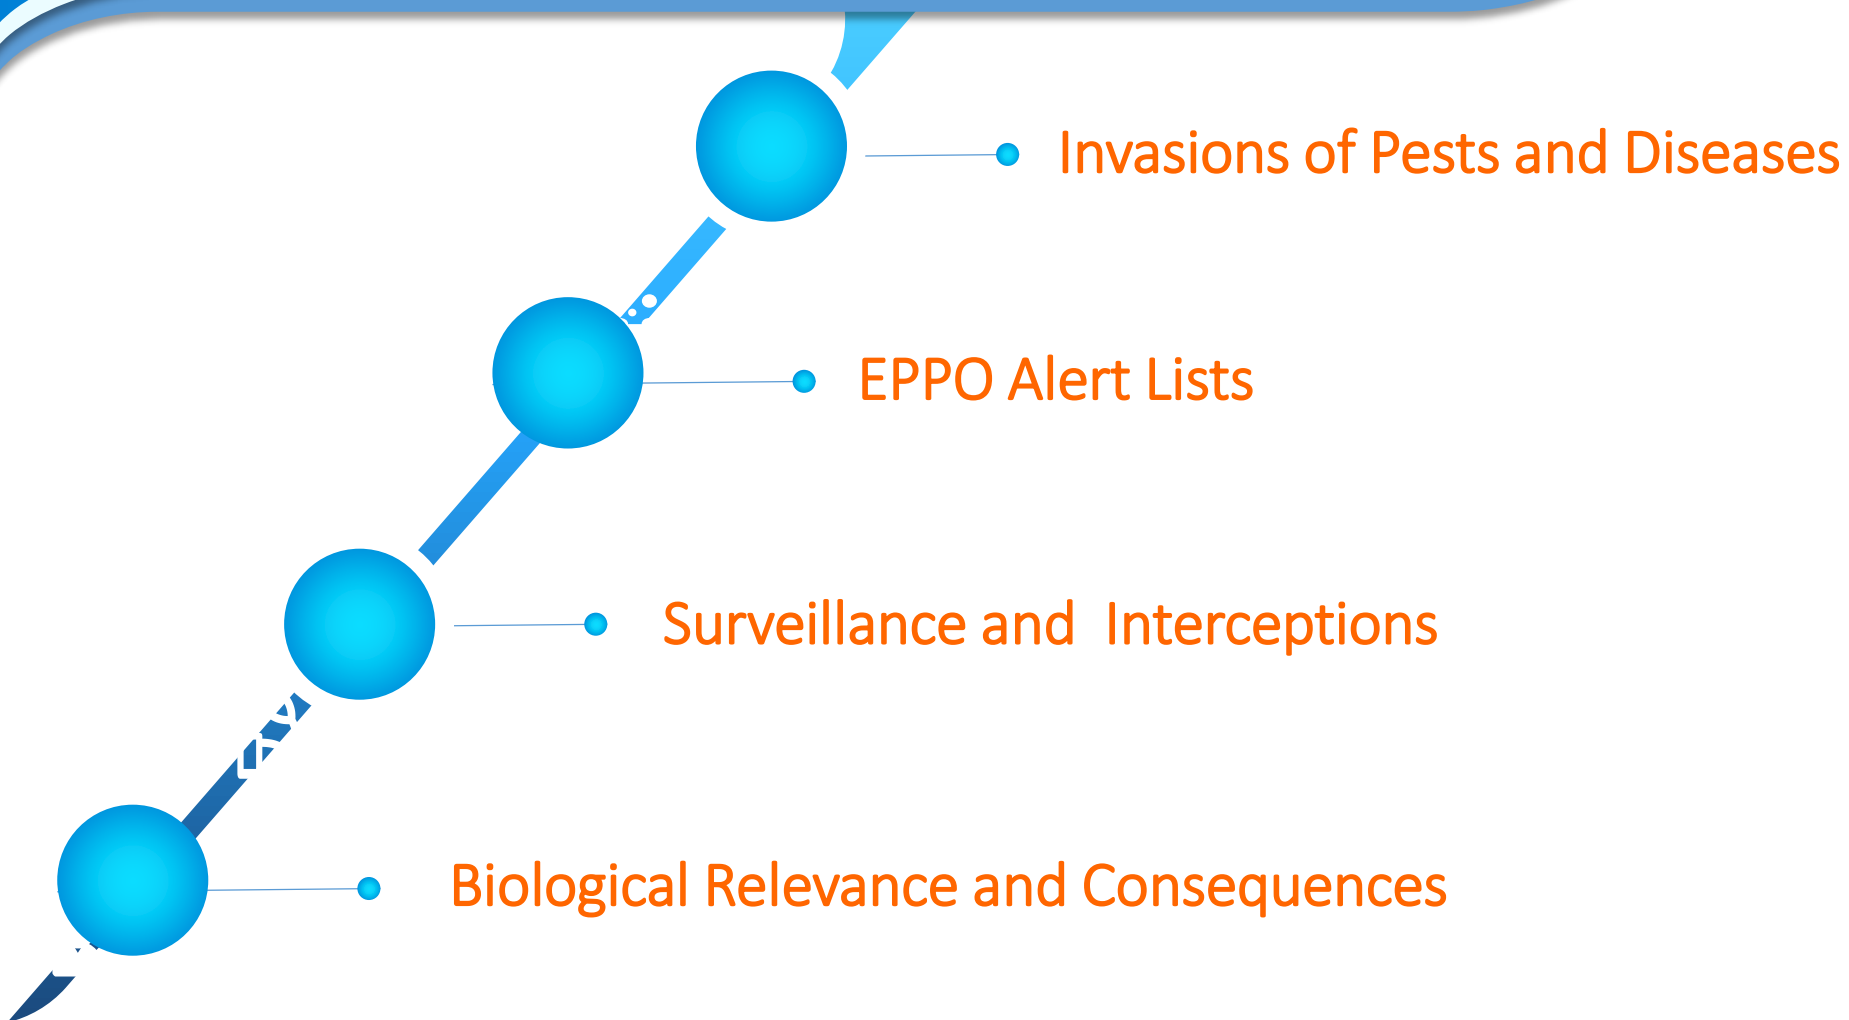 Invasions of Pests and Diseases
EPPO Alert Lists
Surveillance and  Interceptions
Biological Relevance and Consequences